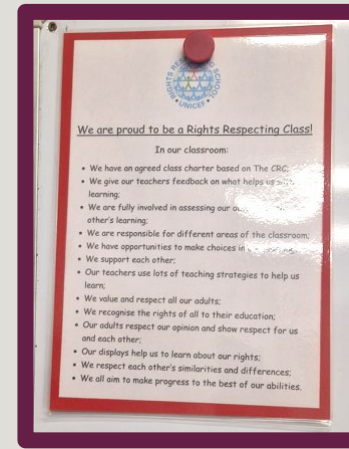 RIGHTS RESPECTING SCHOOLS
UNICEF
We are proud to be a Rights Respecting Class!
In our classroom:
• We have an agreed class charter based on The CRC;
• We give our teachers feedback on what helps us
learning;
• We are fully involved in assessing our
other's learning;
• We are responsible for different areas of the classroom;
• We have opportunities to make choices in
• We support each other;
• Our teachers use lots of teaching strategies to help us
learn;
• We value and respect all our adults;
• We recognise the rights of all to their education;
• Our adults respect our opinion and show respect for us
and each other;
• Our displays help us to learn about our rights;
• We respect each other's similarities and differences;
• We all aim to make progress to the best of our abilities.